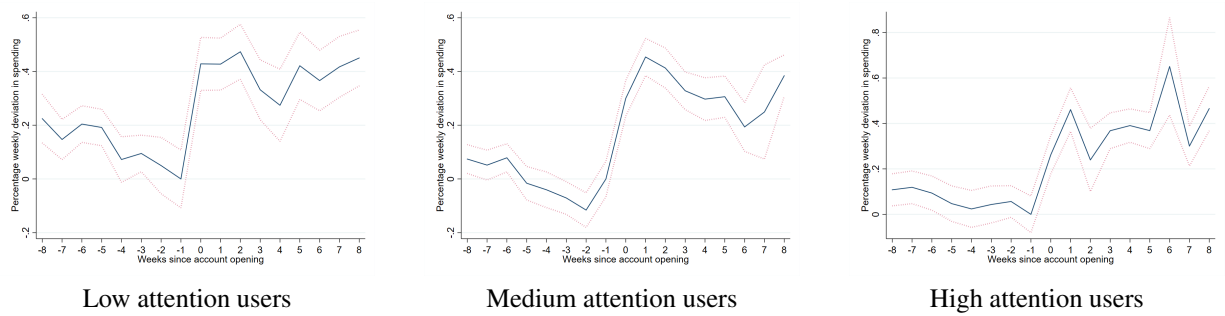 Percentage weekly deviation in spending
.6
.4
.2
0
-.2
-8 -7 -6 -5 -4 -3 -2 -1 0 1 2 3 4 5 6 7 8
Weeks since account opening
Low attention users
Percentage weekly deviation in spending
.6
.4
.2
0
-.2
-8 -7 -6 -5 -4 -3 -2 -1 0 1 2 3 4 5 6 7 8
Weeks since account opening
Medium attention users
Percentage weekly deviation in spending
.8
.6
.4
.2
0
-8 -7 -6 -5 -4 -3 -2 -1 0 1 2 3 4 5 6 7 8
Weeks since account opening
High attention users